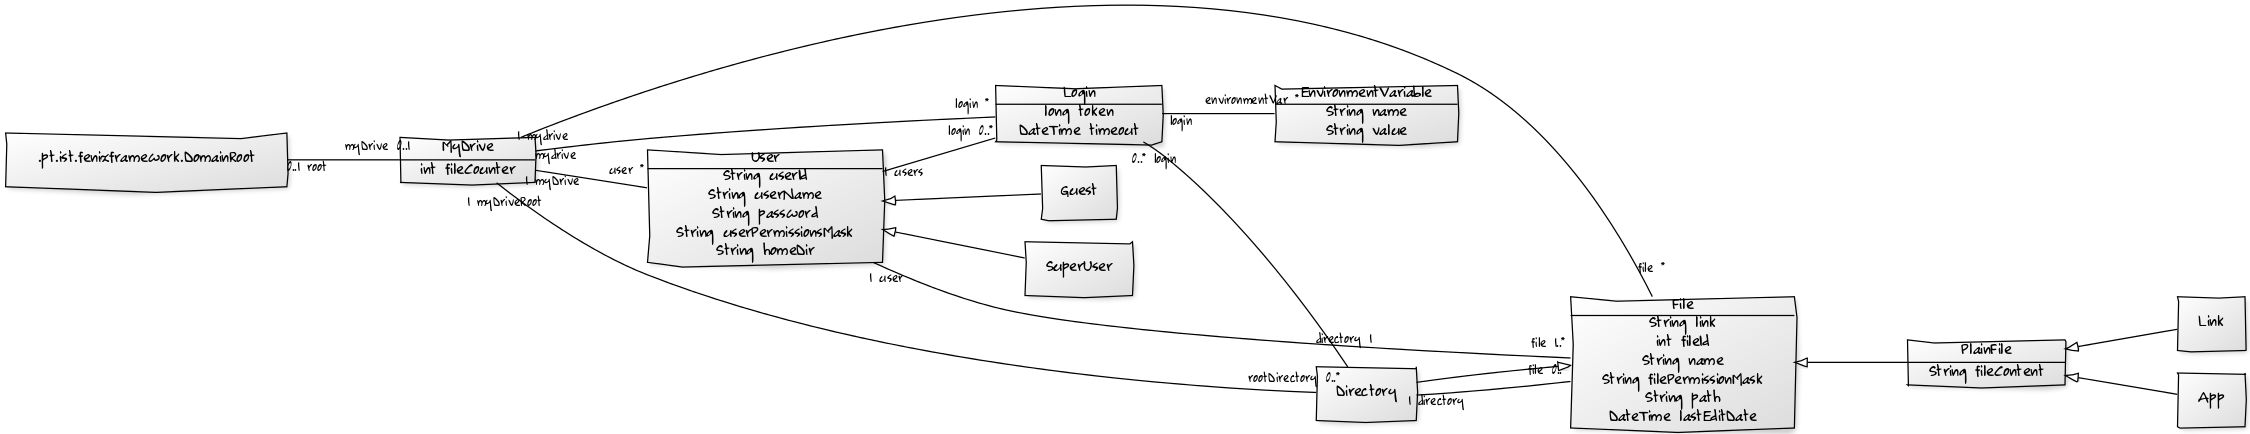 .pt.ist.fenixframework.DomainRoot
0..1 root
myDrive 0..1
MyDrive
int fileCounter
1 mydrive
mydrive
1 myDrive
1 myDriveRoot
login *
login 0..*
user *
User
String userId
String userName
String password
String userPermissionsMask
String homeDir
1 users
1 user
Login
long token
DateTime timeout
login
0..* login
environmentVar *
EnvironmentVariable
String name
String value
Guest
SuperUser
directory 1
rootDirectory 0..*
Directory
1 directory
file *
file 1..*
file 0..*
File
String link
int fileId
String name
String filePermissionMask
String path
DateTime lastEditDate
PlainFile
String fileContent
Link
App